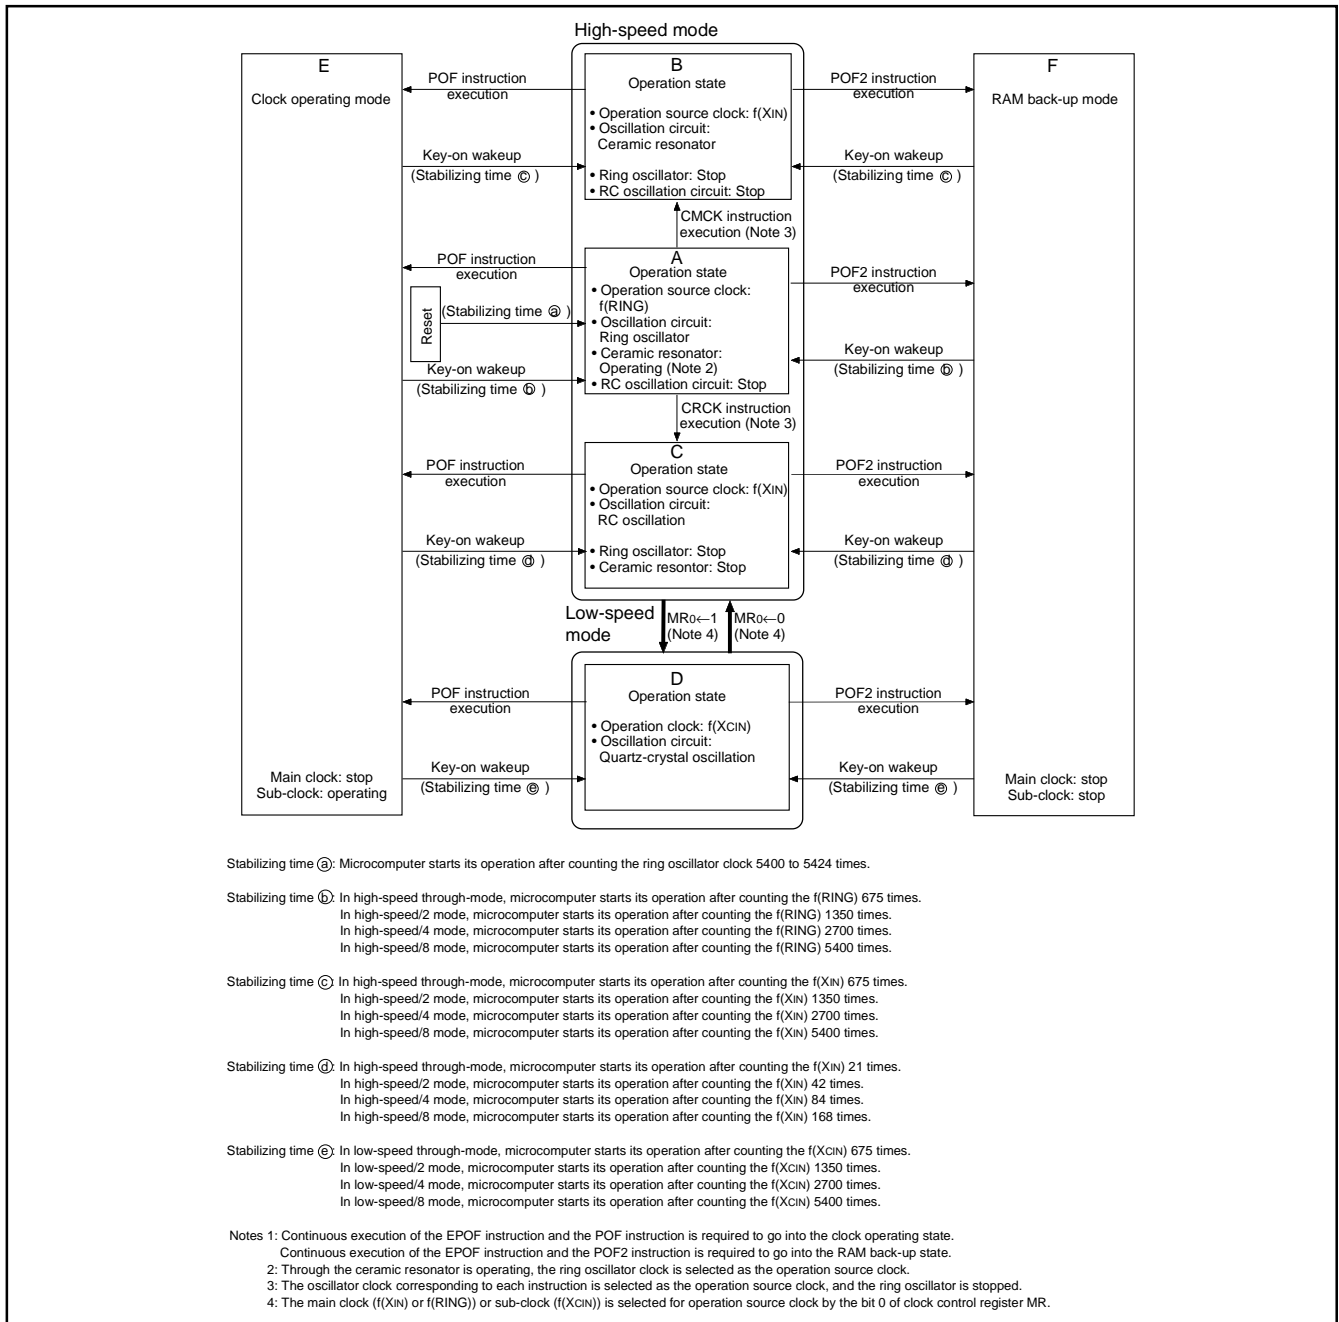 High-speed mode
E
Clock operating mode
Main clock: stop
Sub-clock: operating
POF instruction
execution
Key-on wakeup
(Stabilizing time ⓒ )
POF instruction
execution
Reset
(Stabilizing time ⓐ )
Key-on wakeup
(Stabilizing time ⓑ )
POF instruction
execution
Key-on wakeup
(Stabilizing time ⓓ )
POF instruction
execution
Key-on wakeup
(Stabilizing time ⓔ )
B
Operation state
• Operation source clock: f(XIN)
• Oscillation circuit:
Ceramic resonator
• Ring oscillator: Stop
• RC oscillation circuit: Stop
CMCK instruction
execution (Note 3)
A
Operation state
• Operation source clock:
f(RING)
• Oscillation circuit:
Ring oscillator
• Ceramic resonator:
Operating (Note 2)
• RC oscillation circuit: Stop
CRCK instruction
execution (Note 3)
C
Operation state
• Operation source clock: f(XIN)
• Oscillation circuit:
RC oscillation
• Ring oscillator: Stop
• Ceramic resontor: Stop
Low-speed
mode
MR0←1
(Note 4)
MR0←0
(Note 4)
D
Operation state
• Operation clock: f(XCIN)
• Oscillation circuit:
Quartz-crystal oscillation
POF2 instruction
execution
Key-on wakeup
(Stabilizing time ⓒ )
POF2 instruction
execution
Key-on wakeup
(Stabilizing time ⓑ )
POF2 instruction
execution
Key-on wakeup
(Stabilizing time ⓓ )
POF2 instruction
execution
Key-on wakeup
(Stabilizing time ⓔ )
F
RAM back-up mode
Main clock: stop
Sub-clock: stop
Stabilizing time ⓐ: Microcomputer starts its operation after counting the ring oscillator clock 5400 to 5424 times.
Stabilizing time ⓑ: In high-speed through-mode, microcomputer starts its operation after counting the f(RING) 675 times.
In high-speed/2 mode, microcomputer starts its operation after counting the f(RING) 1350 times.
In high-speed/4 mode, microcomputer starts its operation after counting the f(RING) 2700 times.
In high-speed/8 mode, microcomputer starts its operation after counting the f(RING) 5400 times.
Stabilizing time ⓒ: In high-speed through-mode, microcomputer starts its operation after counting the f(XIN) 675 times.
In high-speed/2 mode, microcomputer starts its operation after counting the f(XIN) 1350 times.
In high-speed/4 mode, microcomputer starts its operation after counting the f(XIN) 2700 times.
In high-speed/8 mode, microcomputer starts its operation after counting the f(XIN) 5400 times.
Stabilizing time ⓓ: In high-speed through-mode, microcomputer starts its operation after counting the f(XIN) 21 times.
In high-speed/2 mode, microcomputer starts its operation after counting the f(XIN) 42 times.
In high-speed/4 mode, microcomputer starts its operation after counting the f(XIN) 84 times.
In high-speed/8 mode, microcomputer starts its operation after counting the f(XIN) 168 times.
Stabilizing time ⓔ: In low-speed through-mode, microcomputer starts its operation after counting the f(XCIN) 675 times.
In low-speed/2 mode, microcomputer starts its operation after counting the f(XCIN) 1350 times.
In low-speed/4 mode, microcomputer starts its operation after counting the f(XCIN) 2700 times.
In low-speed/8 mode, microcomputer starts its operation after counting the f(XCIN) 5400 times.
Notes 1: Continuous execution of the EPOF instruction and the POF instruction is required to go into the clock operating state.
Continuous execution of the EPOF instruction and the POF2 instruction is required to go into the RAM back-up state.
2: Through the ceramic resonator is operating, the ring oscillator clock is selected as the operation source clock.
3: The oscillator clock corresponding to each instruction is selected as the operation source clock, and the ring oscillator is stopped.
4: The main clock (f(XIN) or f(RING)) or sub-clock (f(XCIN)) is selected for operation source clock by the bit 0 of clock control register MR.